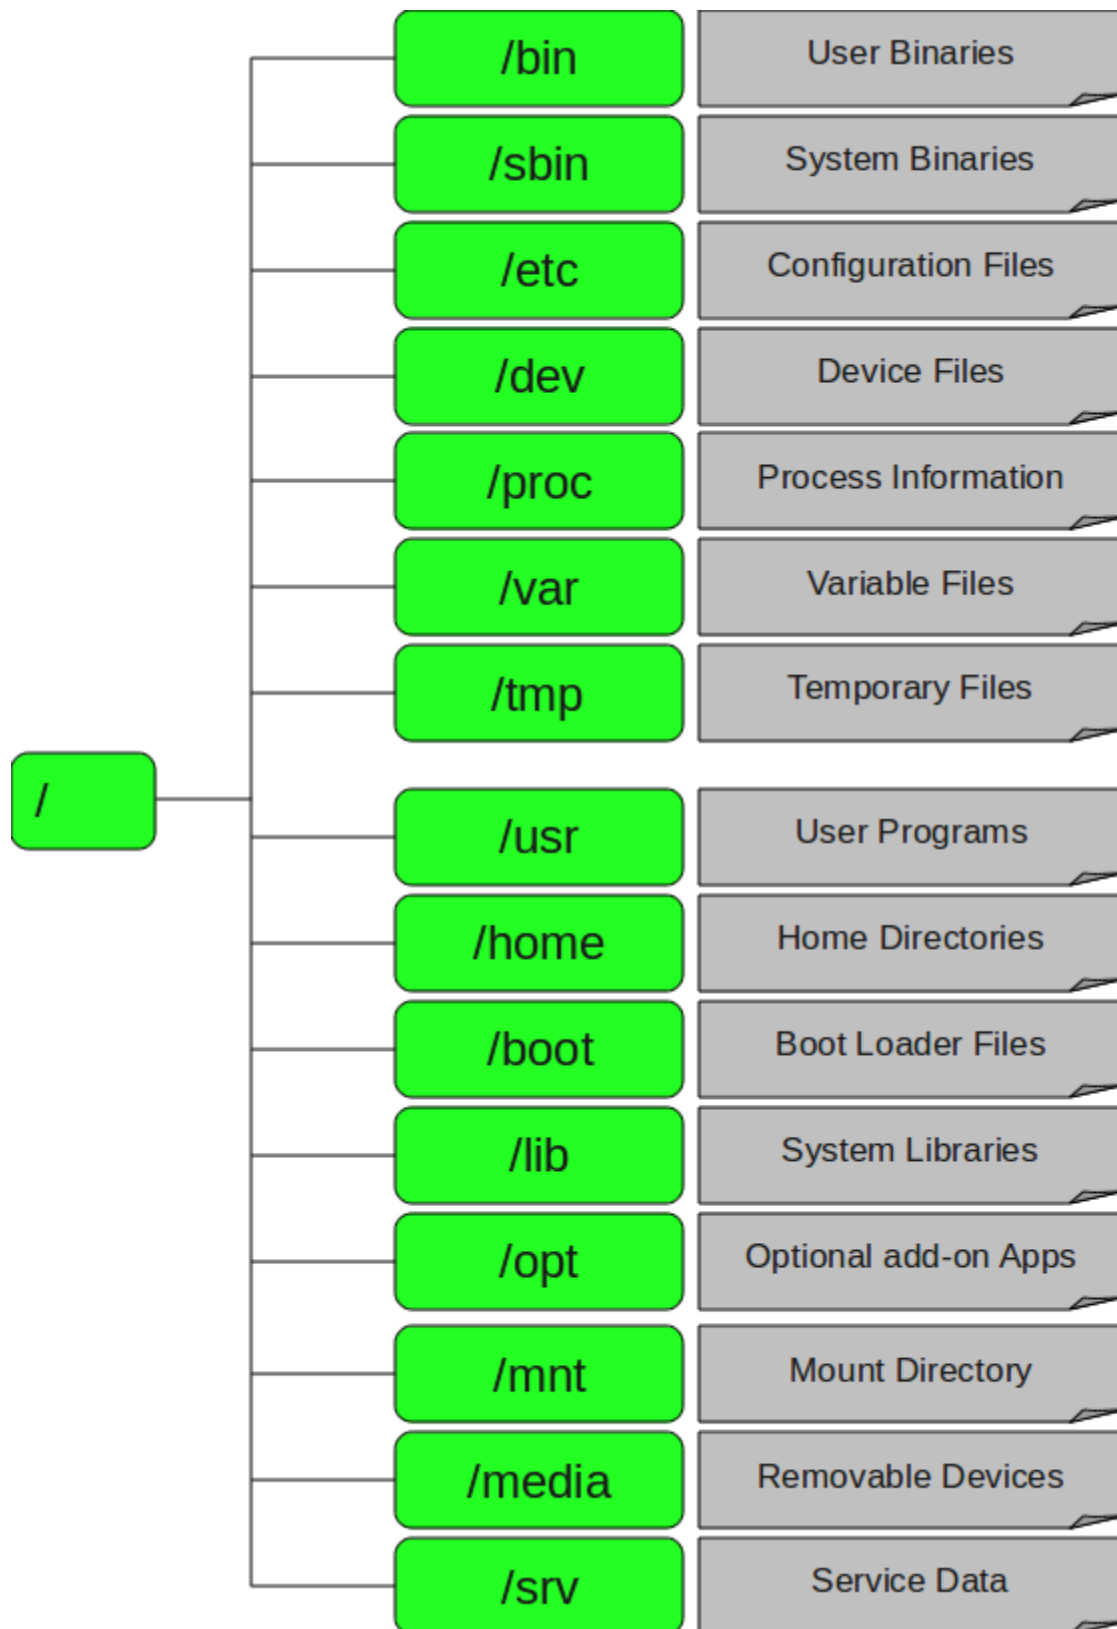 /bin
User Binaries
/sbin
System Binaries
/etc
Configuration Files
/dev
Device Files
/proc
Process Information
/var
Variable Files
/tmp
Temporary Files
/
/usr
User Programs
/home
Home Directories
/boot
Boot Loader Files
/lib
System Libraries
/opt
Optional add-on Apps
/mnt
Mount Directory
/media
Removable Devices
/srv
Service Data